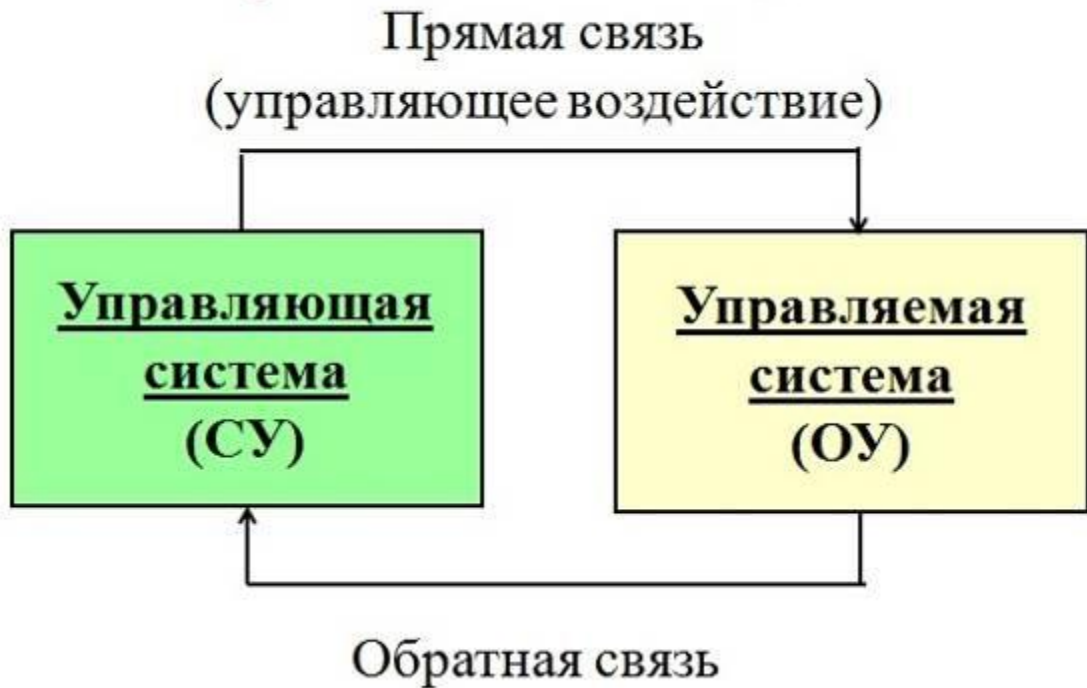 Прямая связь
(управляющее воздействие)
Управляющая
система
(СУ)
Управляемая
система
(ОУ)
Обратная связь